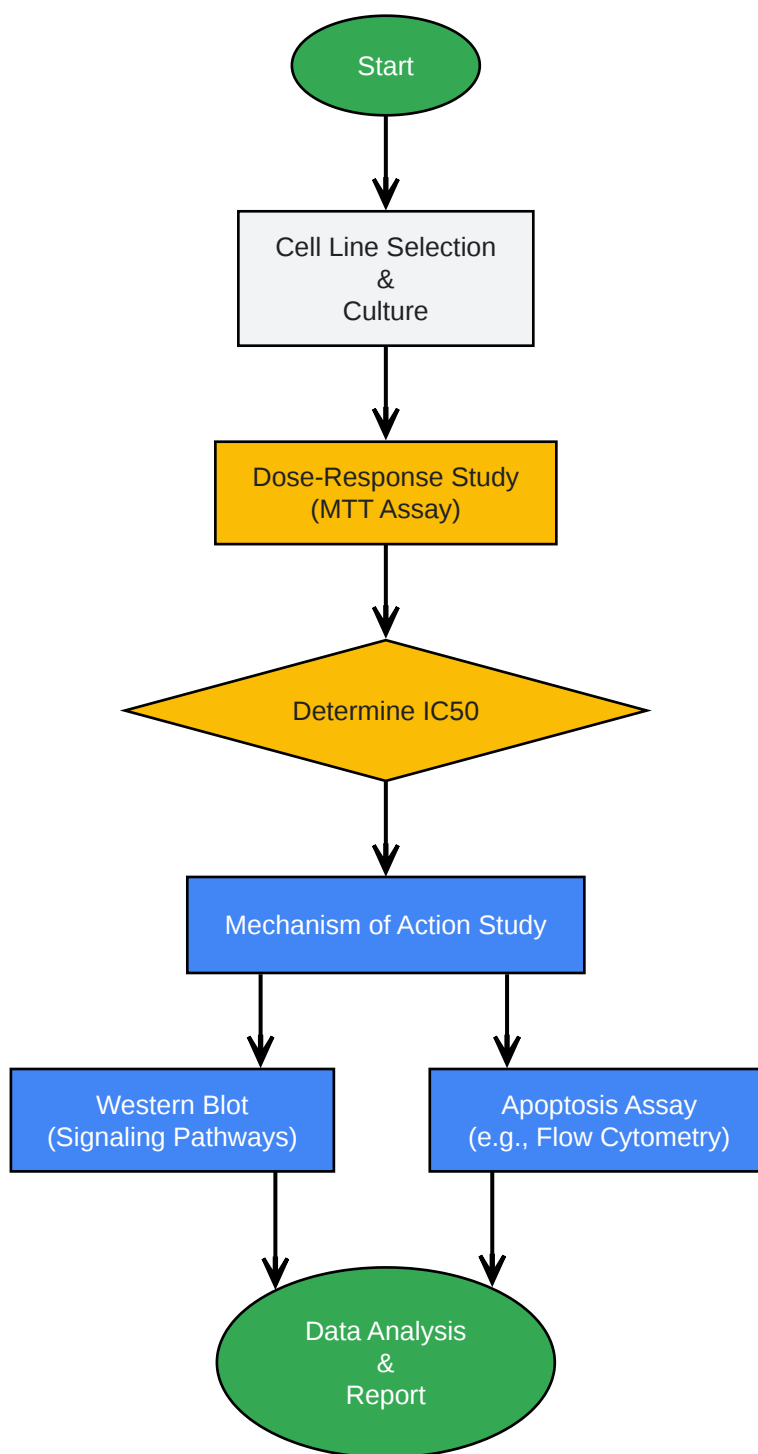 Start
Cell Line Selection
&
Culture
Dose-Response Study
(MTT Assay)
Determine IC50
Mechanism of Action Study
Western Blot
(Signaling Pathways)
Apoptosis Assay
(e.g., Flow Cytometry)
Data Analysis
&
Report